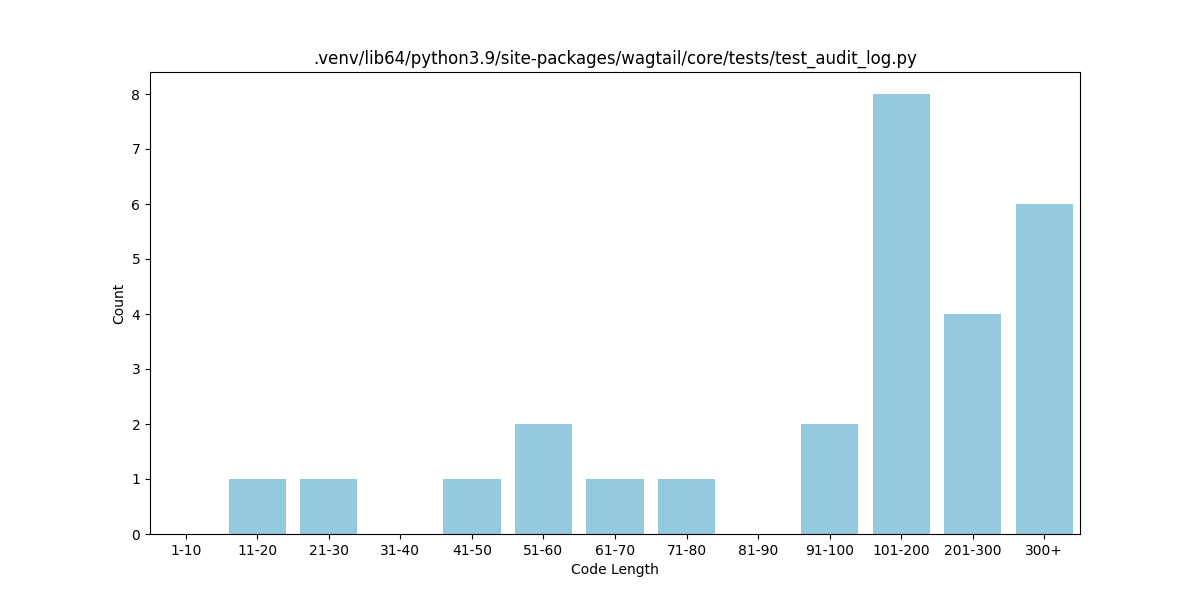 .venv/lib64/python3.9/site-packages/wagtail/core/tests/test_audit_log.py
8
7
6
5
4
3
2
1
0
Count
1-10 11-20 21-30 31-40 41-50 51-60 61-70 71-80 81-90 91-100 101-200 201-300 300+
Code Length